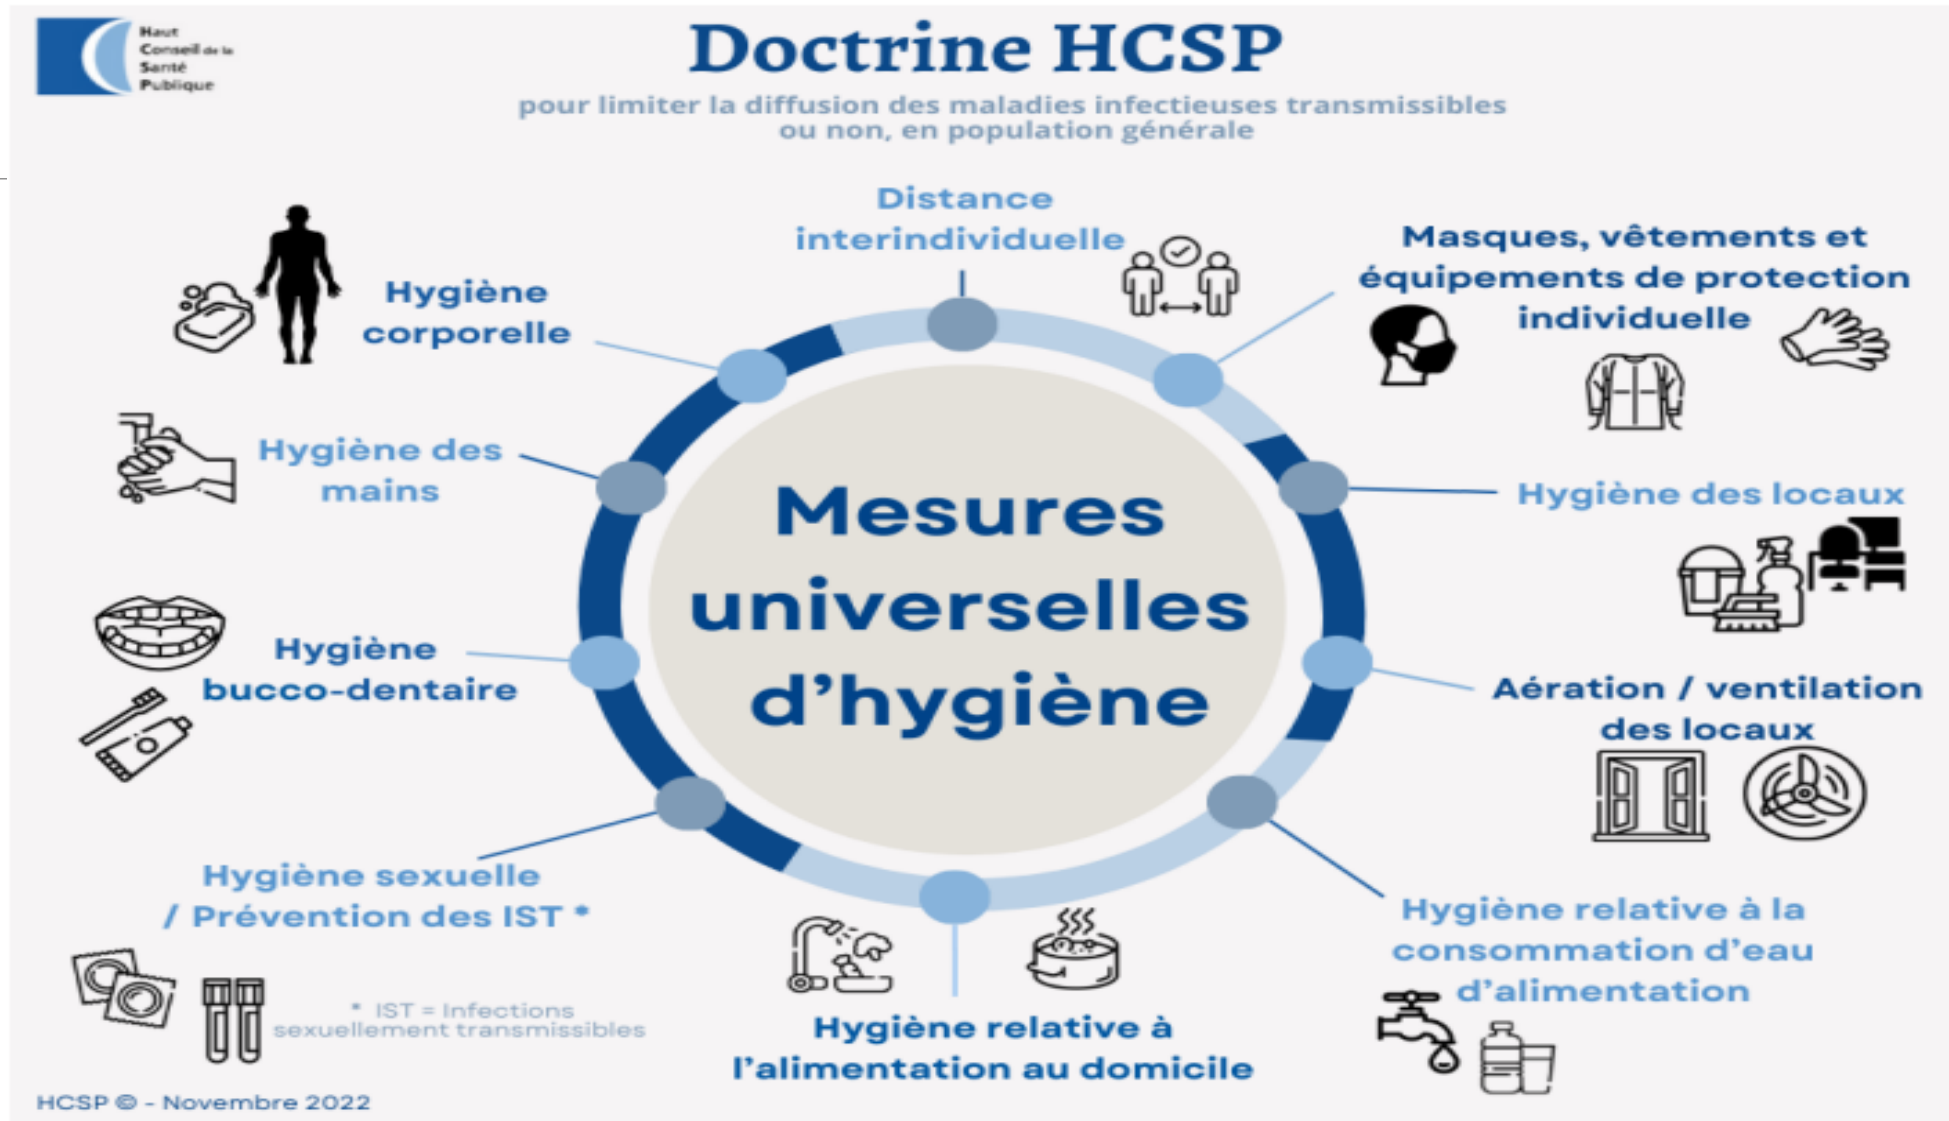 Haut
Conseil de la
Santé
Publique
Doctrine HCSP
pour limiter la diffusion des maladies infectieuses transmissibles
ou non, en population générale
Distance
interindividuelle
Masques, vêtements et
équipements de protection
individuelle
Hygiène
corporelle
Hygiène des
mains
Hygiène des locaux
Mesures
universelles
d'hygiène
Hygiène
bucco-dentaire
Aération / ventilation
des locaux
Hygiène sexuelle
/ Prévention des IST *
Hygiène relative à la
consommation d'eau
d'alimentation
* IST = Infections
sexuellement transmissibles
Hygiène relative à
l'alimentation au domicile
HCSP © - Novembre 2022